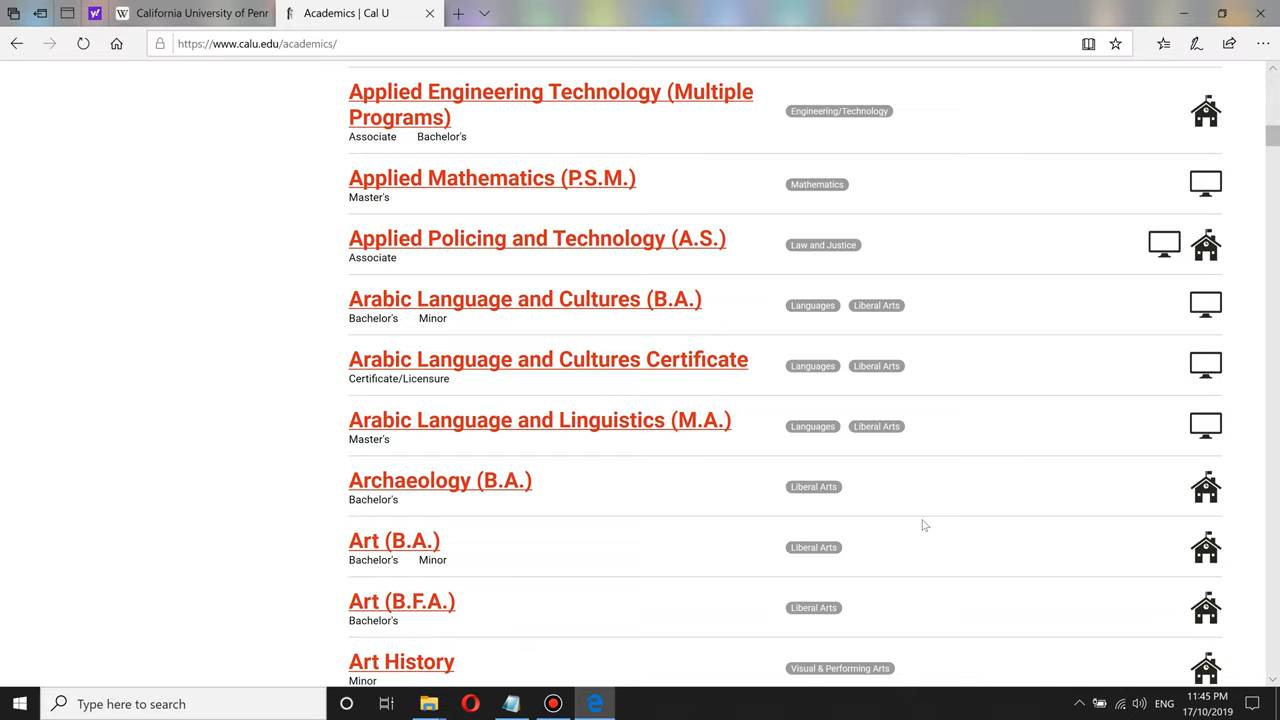 California University of Penr
Academics | Cal U
https://www.calu.edu/academics/
Applied Engineering Technology (Multiple
Programs)
Associate Bachelor's
Engineering/Technology
Applied Mathematics (P.S.M.)
Master's
Mathematics
Applied Policing and Technology (A.S.)
Associate
Law and Justice
Arabic Language and Cultures (B.A.)
Bachelor's Minor
Languages Liberal Arts
Arabic Language and Cultures Certificate
Certificate/Licensure
Languages Liberal Arts
Arabic Language and Linguistics (M.A.)
Master's
Languages Liberal Arts
Archaeology (B.A.)
Bachelor's
Liberal Arts
Art (B.A.)
Bachelor's Minor
Liberal Arts
Art (B.F.A.)
Bachelor's
Liberal Arts
Art History
Minor
Visual & Performing Arts
Type here to search
ENG
11:45 PM
17/10/2019